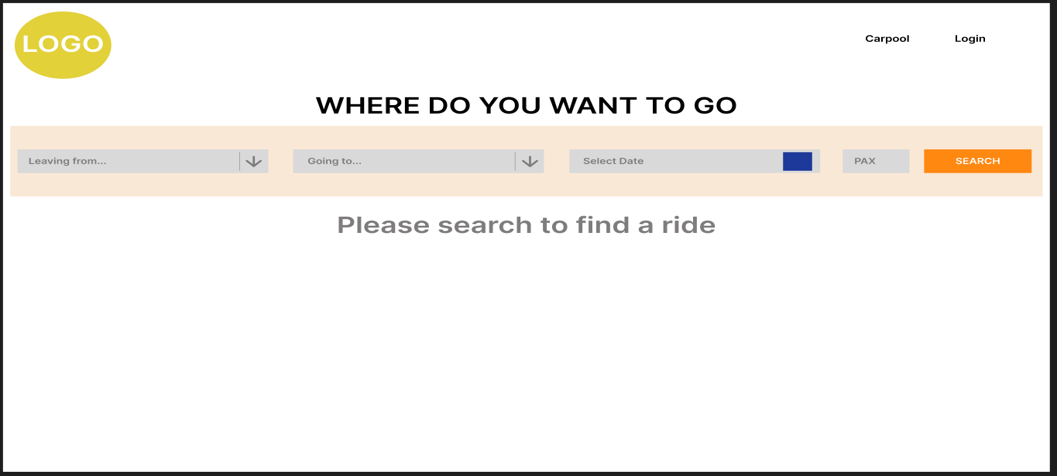 LOGO
Carpool
Login
WHERE DO YOU WANT TO GO
Leaving from...
Going to...
Select Date
PAX
SEARCH
Please search to find a ride